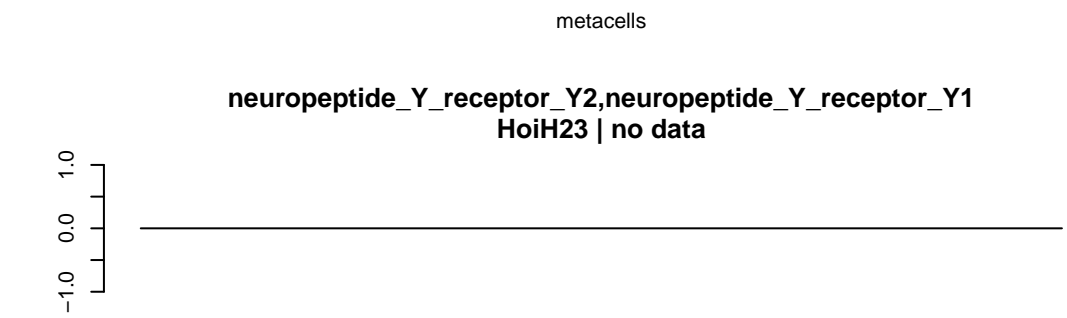 metacells
neuropeptide_Y_receptor_Y2,neuropeptide_Y_receptor_Y1
HoiH23 | no data
1.0
0.0
−1.0